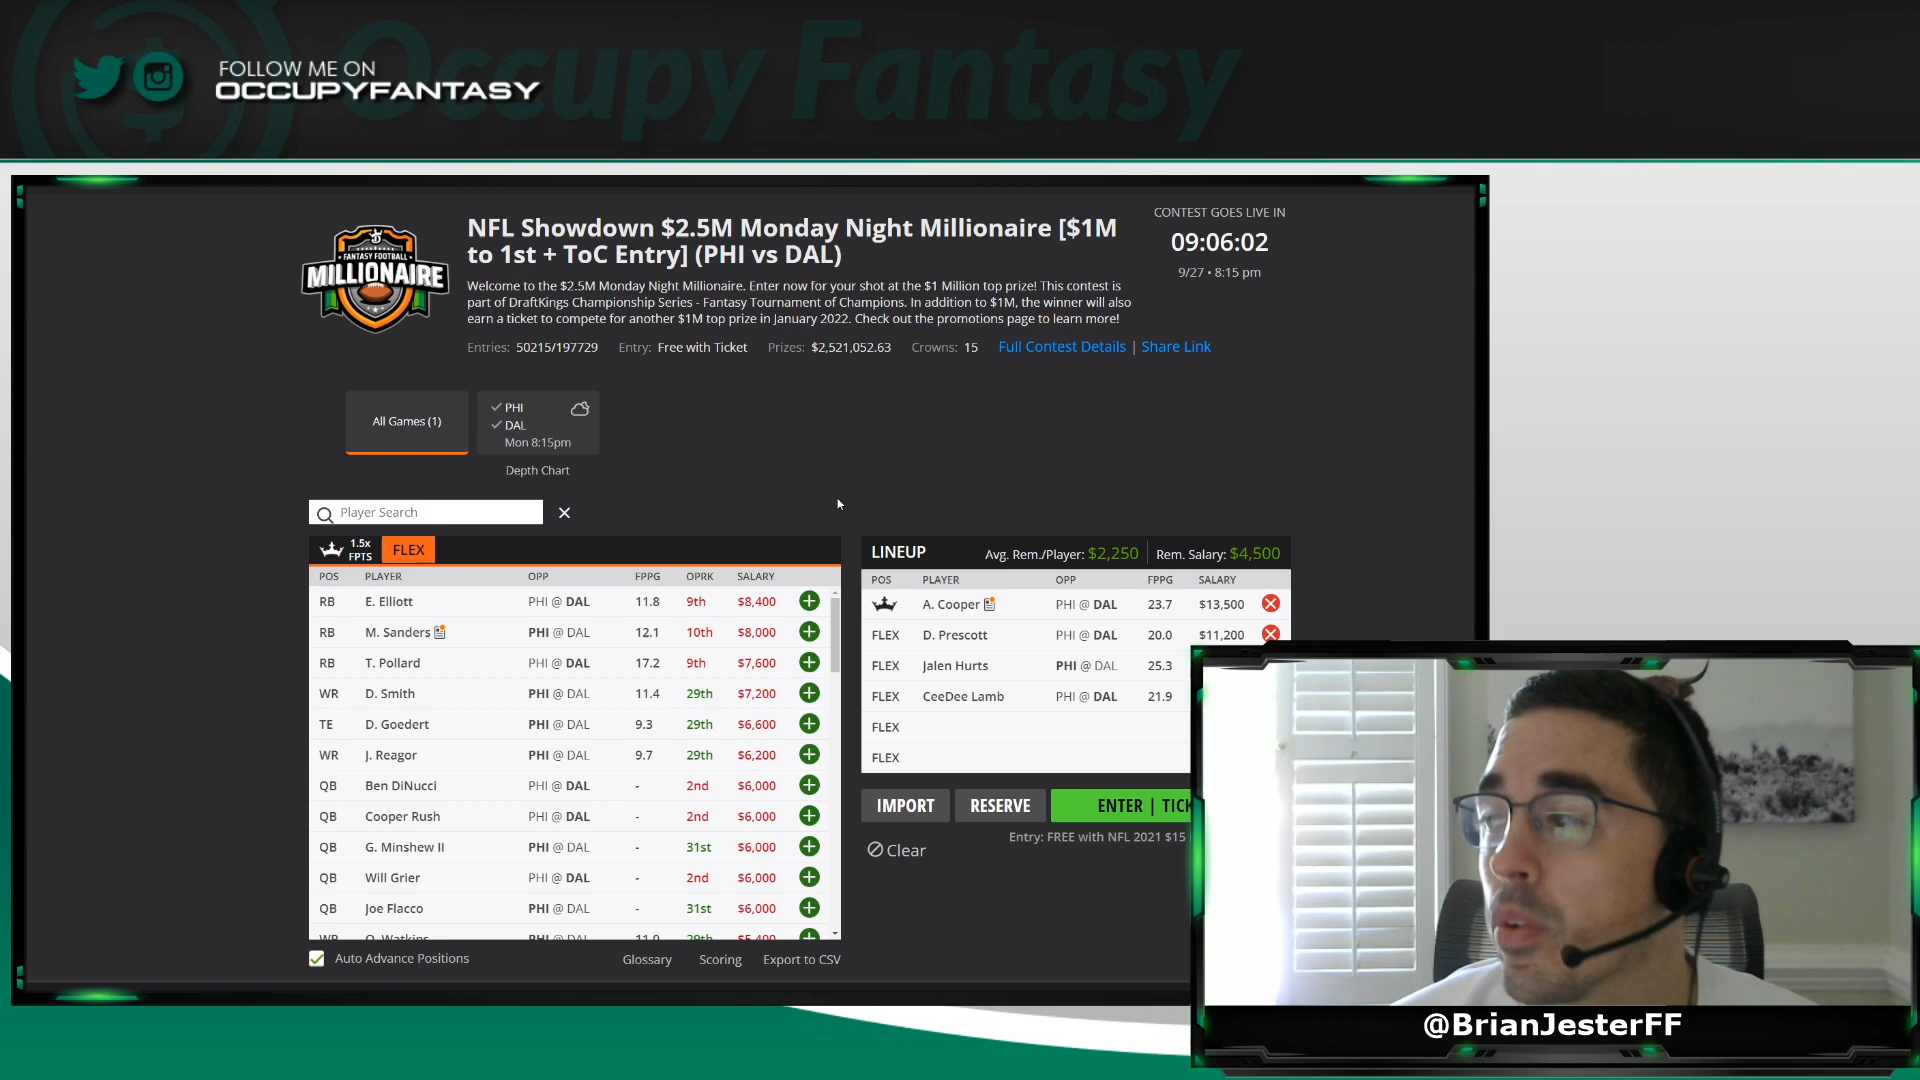 Occupy Fantasy
FOLLOW ME ON
OCCUPYFANTASY
FANTASY FOOTBALL
MILLIONAIRE
NFL Showdown $2.5M Monday Night Millionaire [$1M
to 1st + ToC Entry] (PHI vs DAL)
Welcome to the $2.5M Monday Night Millionaire. Enter now for your shot at the $1 Million top prize! This contest is
part of DraftKings Championship Series - Fantasy Tournament of Champions. In addition to $1M, the winner will also
earn a ticket to compete for another $1M top prize in January 2022. Check out the promotions page to learn more!
Entries: 50215/197729 Entry: Free with Ticket Prizes: $2,521,052.63 Crowns: 15 Full Contest Details | Share Link
CONTEST GOES LIVE IN
09:06:02
9/27 • 8:15 pm
All Games (1)
PHI
DAL
Mon 8:15pm
Depth Chart
Player Search
1.5x
FPTS
FLEX
POS PLAYER OPP FPPG OPRK SALARY
RB E. Elliott PHI @ DAL 11.8 9th $8,400
RB M. Sanders PHI @ DAL 12.1 10th $8,000
RB T. Pollard PHI @ DAL 17.2 9th $7,600
WR D. Smith PHI @ DAL 11.4 29th $7,200
TE D. Goedert PHI @ DAL 9.3 29th $6,600
WR J. Reagor PHI @ DAL 9.7 29th $6,200
QB Ben DiNucci PHI @ DAL - 2nd $6,000
QB Cooper Rush PHI @ DAL - 2nd $6,000
QB G. Minshew II PHI @ DAL - 31st $6,000
QB Will Grier PHI @ DAL - 2nd $6,000
QB Joe Flacco PHI @ DAL - 31st $6,000
WR Q. Watkins PHI @ DAL 11.0 29th $5,400
Auto Advance Positions
Glossary Scoring Export to CSV
LINEUP Avg. Rem./Player: $2,250 Rem. Salary: $4,500
POS PLAYER OPP FPPG SALARY
A. Cooper PHI @ DAL 23.7 $13,500
FLEX D. Prescott PHI @ DAL 20.0 $11,200
FLEX Jalen Hurts PHI @ DAL 25.3
FLEX CeeDee Lamb PHI @ DAL 21.9
FLEX
FLEX
IMPORT RESERVE ENTER | TICK
Entry: FREE with NFL 2021 $15
Clear
@BrianJesterFF